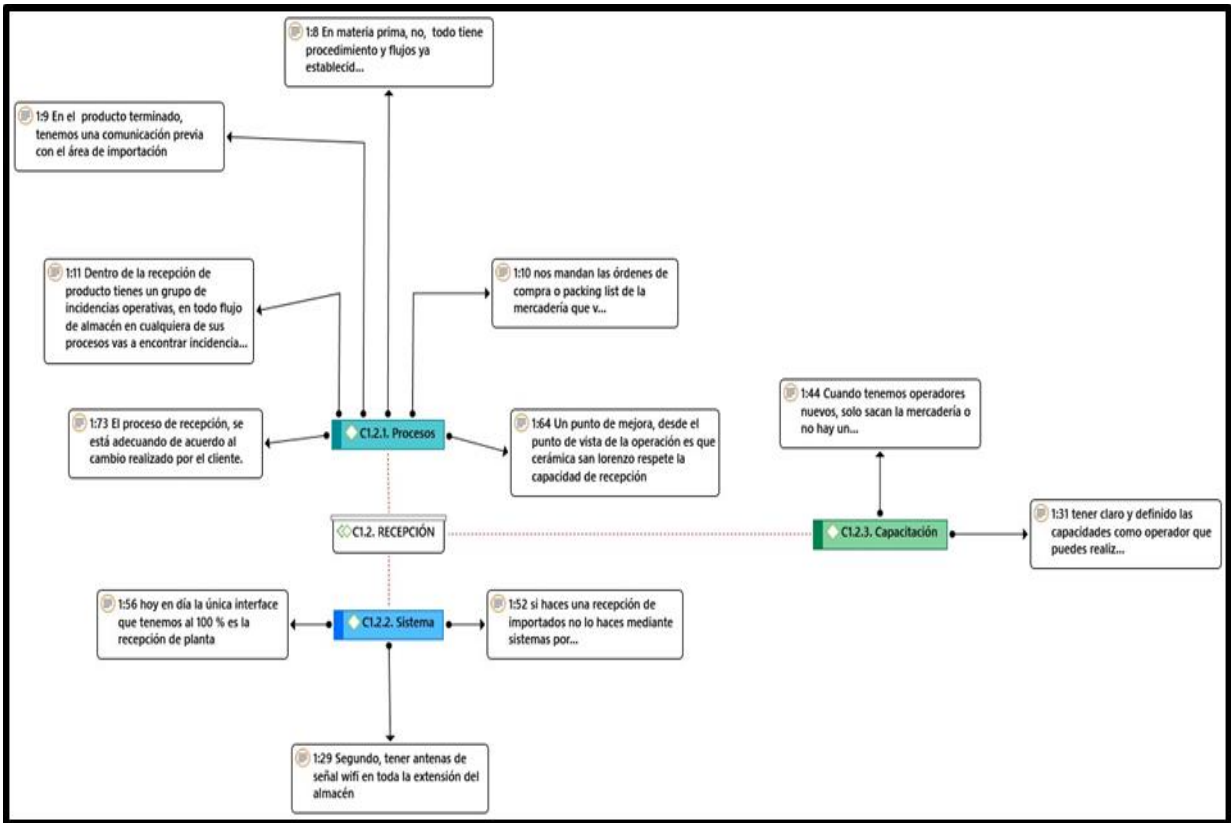 1:8 En materia prima, no, todo tiene
procedimiento y flujos ya
establecid...
1:9 En el producto terminado,
tenemos una comunicación previa
con el área de importación
1:11 Dentro de la recepción de
producto tienes un grupo de
incidencias operativas, en todo flujo
de almacén en cualquiera de sus
procesos vas a encontrar incidencia...
1:10 nos mandan las órdenes de
compra o packing list de la
mercadería que v...
1:73 El proceso de recepción, se
está adecuando de acuerdo al
cambio realizado por el cliente.
C1.2.1. Procesos
1:64 Un punto de mejora, desde el
punto de vista de la operación es que
cerámica san lorenzo respete la
capacidad de recepción
1:44 Cuando tenemos operadores
nuevos, solo sacan la mercadería o
no hay un...
C1.2. RECEPCIÓN
C1.2.3. Capacitación
1:31 tener claro y definido las
capacidades como operador que
puedes realiz...
1:56 hoy en día la única interface
que tenemos al 100 % es la
recepción de planta
C1.2.2. Sistema
1:52 si haces una recepción de
importados no lo haces mediante
sistemas por...
1:29 Segundo, tener antenas de
señal wifi en toda la extensión del
almacén